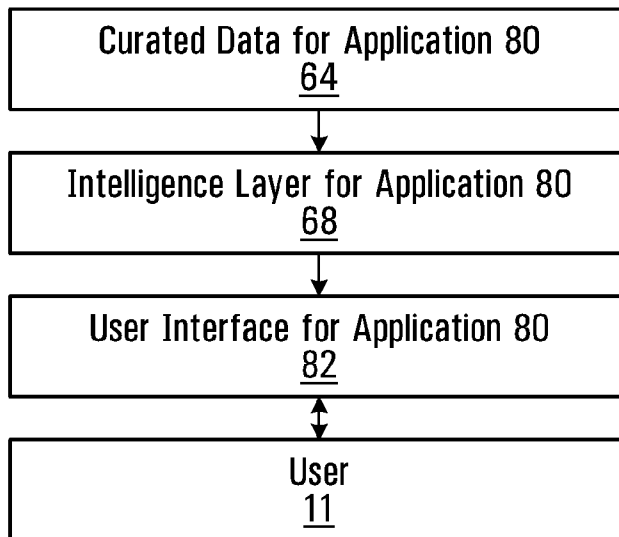 Curated Data for Application 80
64
Intelligence Layer for Application 80
68
User Interface for Application 80
82
User
11